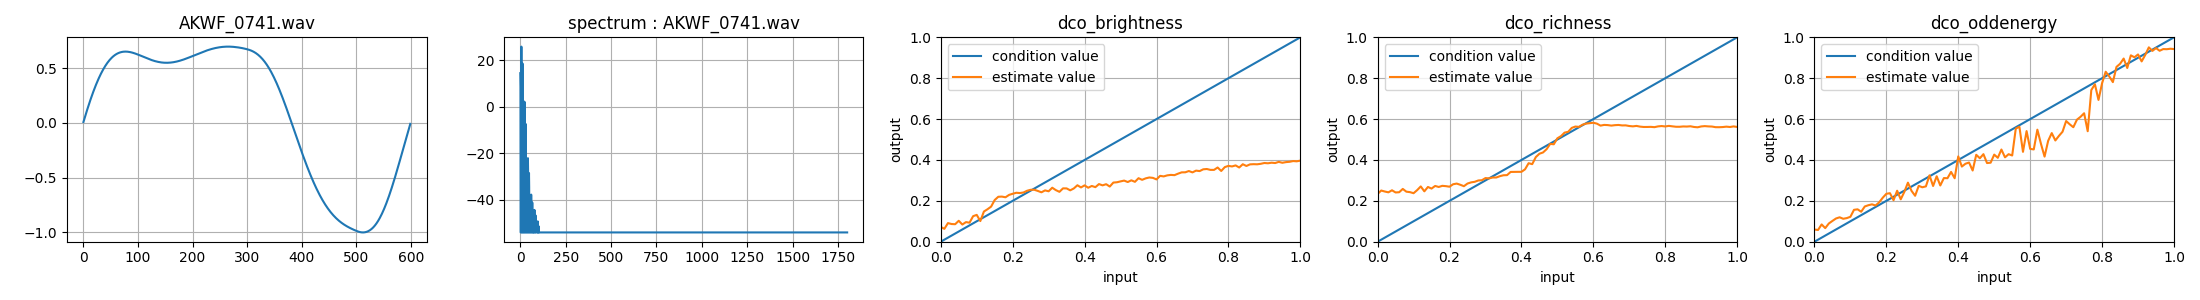 AKWF_0741.wav
0.5
0.0
−0.5
−1.0
0 100 200 300 400 500 600
spectrum : AKWF_0741.wav
20
0
−20
−40
0 250 500 750 1000 1250 1500 1750
dco_brightness
condition value
estimate value
output
1.0
0.8
0.6
0.4
0.2
0.0
0.0 0.2 0.4 0.6 0.8 1.0
input
dco_richness
condition value
estimate value
output
1.0
0.8
0.6
0.4
0.2
0.0
0.0 0.2 0.4 0.6 0.8 1.0
input
dco_oddenergy
condition value
estimate value
output
1.0
0.8
0.6
0.4
0.2
0.0
0.0 0.2 0.4 0.6 0.8 1.0
input